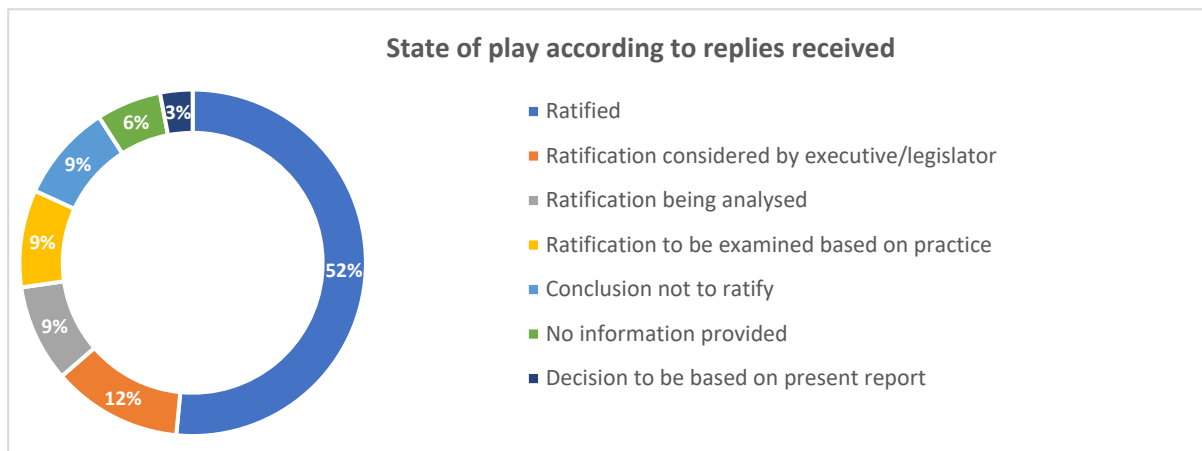 State of play according to replies received
3%
6%
9%
9%
9%
12%
52%
Ratified
Ratification considered by executive/legislator
Ratification being analysed
Ratification to be examined based on practice
Conclusion not to ratify
No information provided
Decision to be based on present report